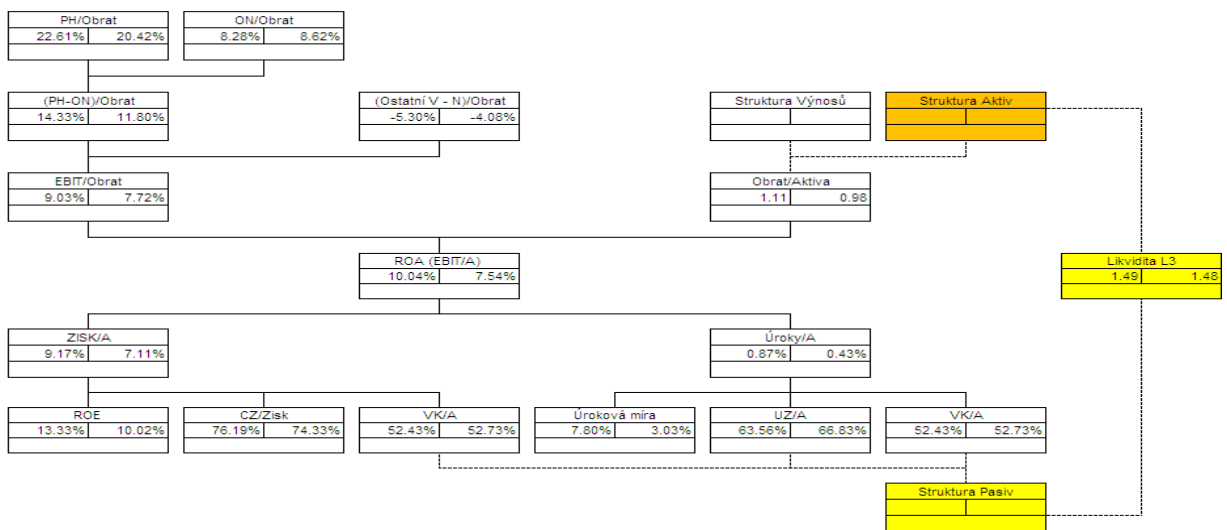 PH/Obrat ON/Obrat
22.61% 20.42% 8.28% 8.62%
(PH-ON)/Obrat (Ostatní V - N)/Obrat Struktura Výnosů Struktura Aktiv
14.33% 11.80% -5.30% -4.08%
EBIT/Obrat Obrat/Aktiva
9.03% 7.72% 1.11 0.98
ROA (EBIT/A) Likvidita L3
10.04% 7.54% 1.49 1.48
ZISK/A Úroky/A
9.17% 7.11% 0.87% 0.43%
ROE CZ/Zisk VK/A Úroková míra UZ/A VK/A
13.33% 10.02% 76.19% 74.33% 52.43% 52.73% 7.80% 3.03% 63.56% 66.83% 52.43% 52.73%
Struktura Pasiv